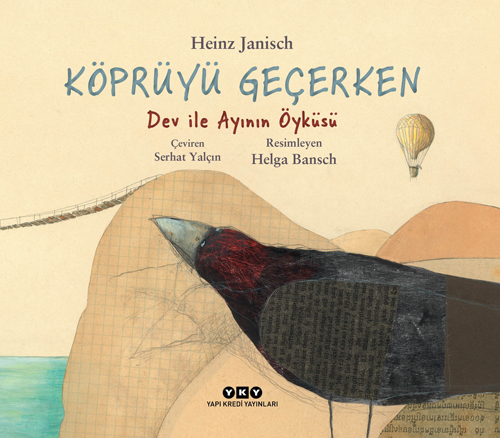 Heinz Janisch
KÖPRÜYÜ GEÇERKEN
Dev ile Ayının Öyküsü
Çeviren
Serhat Yalçın
Resimleyen
Helga Bansch
YKY
YAPI KREDİ YAYINLARI